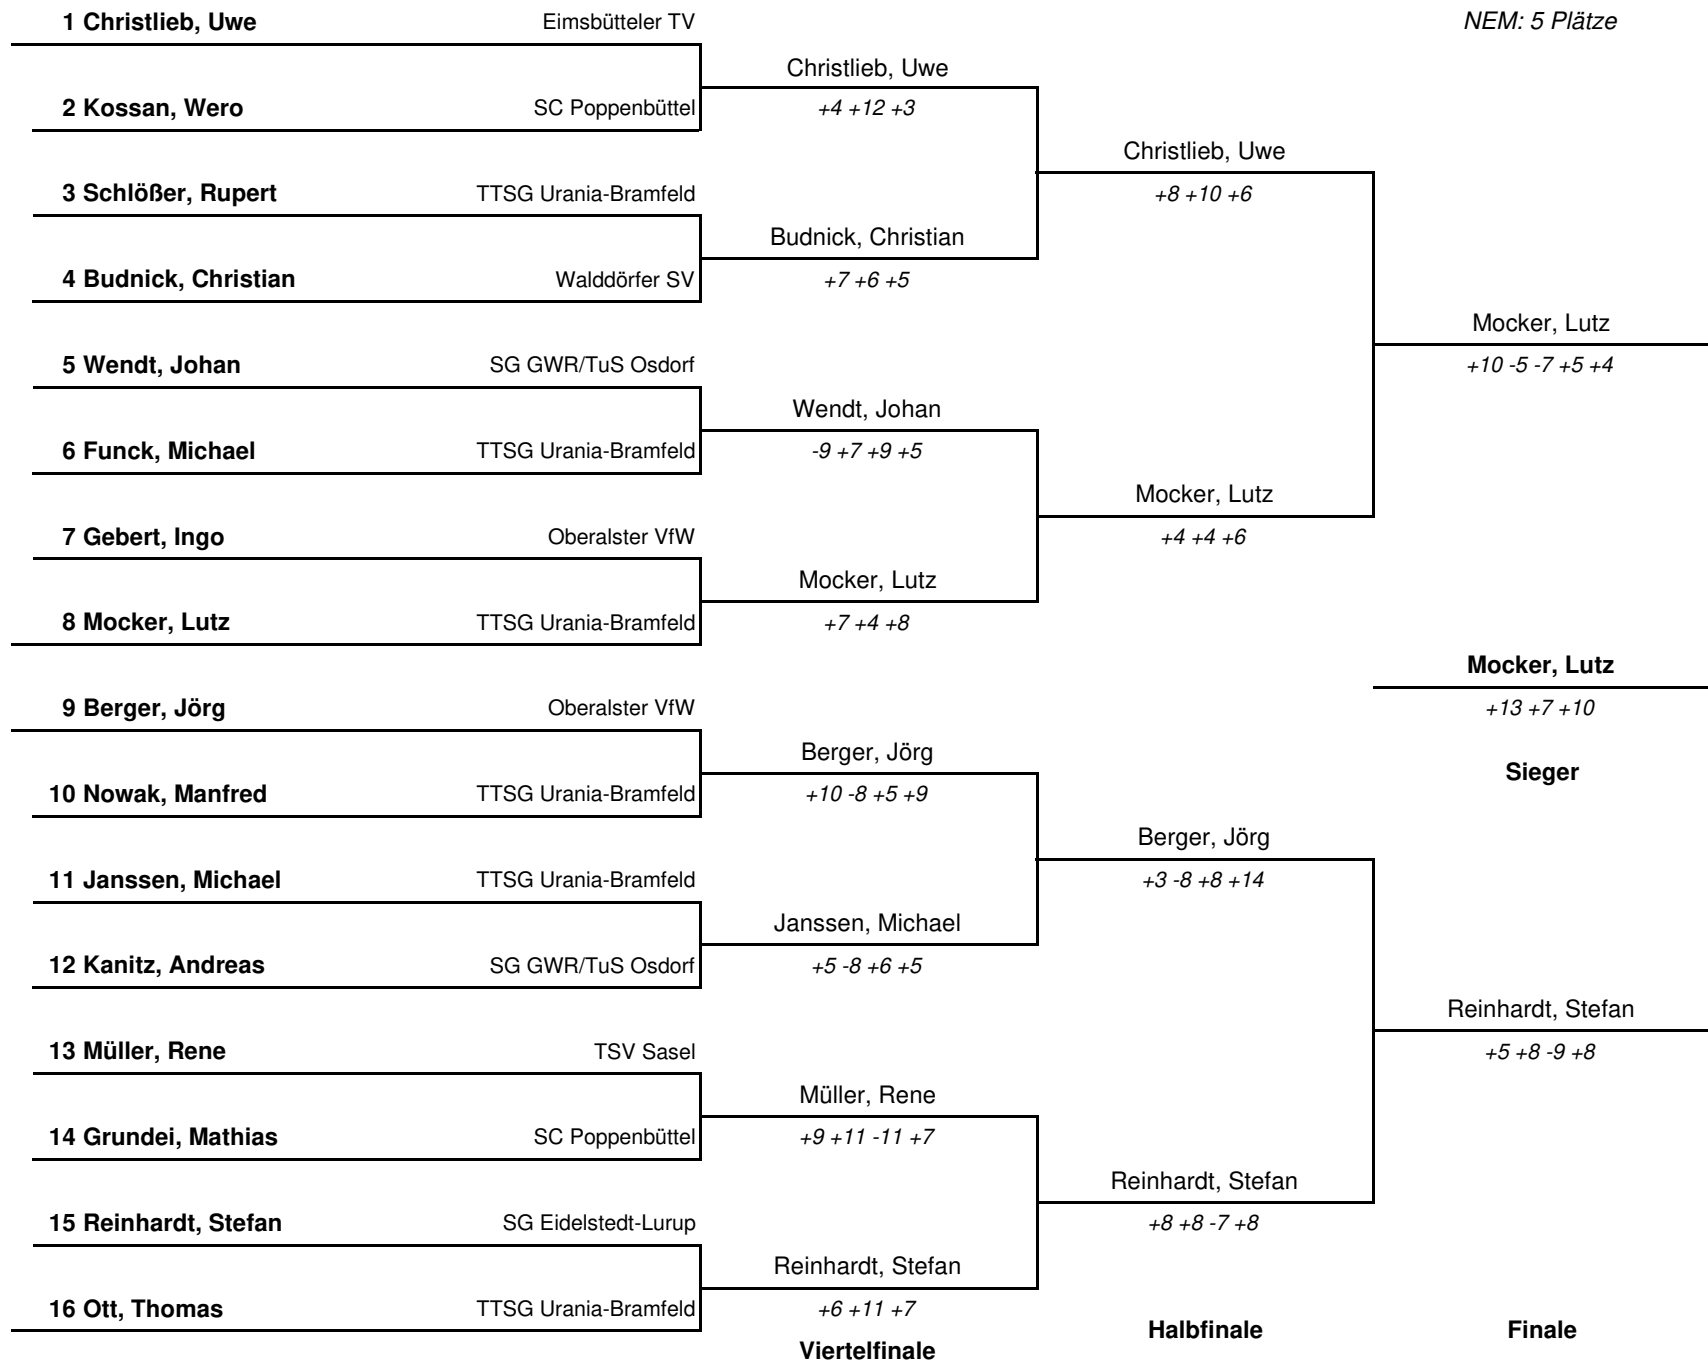 1 Christlieb, Uwe Eimsbütteler TV NEM: 5 Plätze
Christlieb, Uwe
2 Kossan, Wero SC Poppenbüttel +4 +12 +3
Christlieb, Uwe
3 Schlößer, Rupert TTSG Urania-Bramfeld +8 +10 +6
Budnick, Christian
4 Budnick, Christian Walddörfer SV +7 +6 +5
Mocker, Lutz
5 Wendt, Johan SG GWR/TuS Osdorf +10 -5 -7 +5 +4
Wendt, Johan
6 Funck, Michael TTSG Urania-Bramfeld -9 +7 +9 +5
Mocker, Lutz
7 Gebert, Ingo Oberalster VfW +4 +4 +6
Mocker, Lutz
8 Mocker, Lutz TTSG Urania-Bramfeld +7 +4 +8
Mocker, Lutz
9 Berger, Jörg Oberalster VfW +13 +7 +10
Berger, Jörg
Sieger
10 Nowak, Manfred TTSG Urania-Bramfeld +10 -8 +5 +9
Berger, Jörg
11 Janssen, Michael TTSG Urania-Bramfeld +3 -8 +8 +14
Janssen, Michael
12 Kanitz, Andreas SG GWR/TuS Osdorf +5 -8 +6 +5
Reinhardt, Stefan
13 Müller, Rene TSV Sasel +5 +8 -9 +8
Müller, Rene
14 Grundei, Mathias SC Poppenbüttel +9 +11 -11 +7
Reinhardt, Stefan
15 Reinhardt, Stefan SG Eidelstedt-Lurup +8 +8 -7 +8
Reinhardt, Stefan
16 Ott, Thomas TTSG Urania-Bramfeld +6 +11 +7
Halbfinale Finale
Viertelfinale